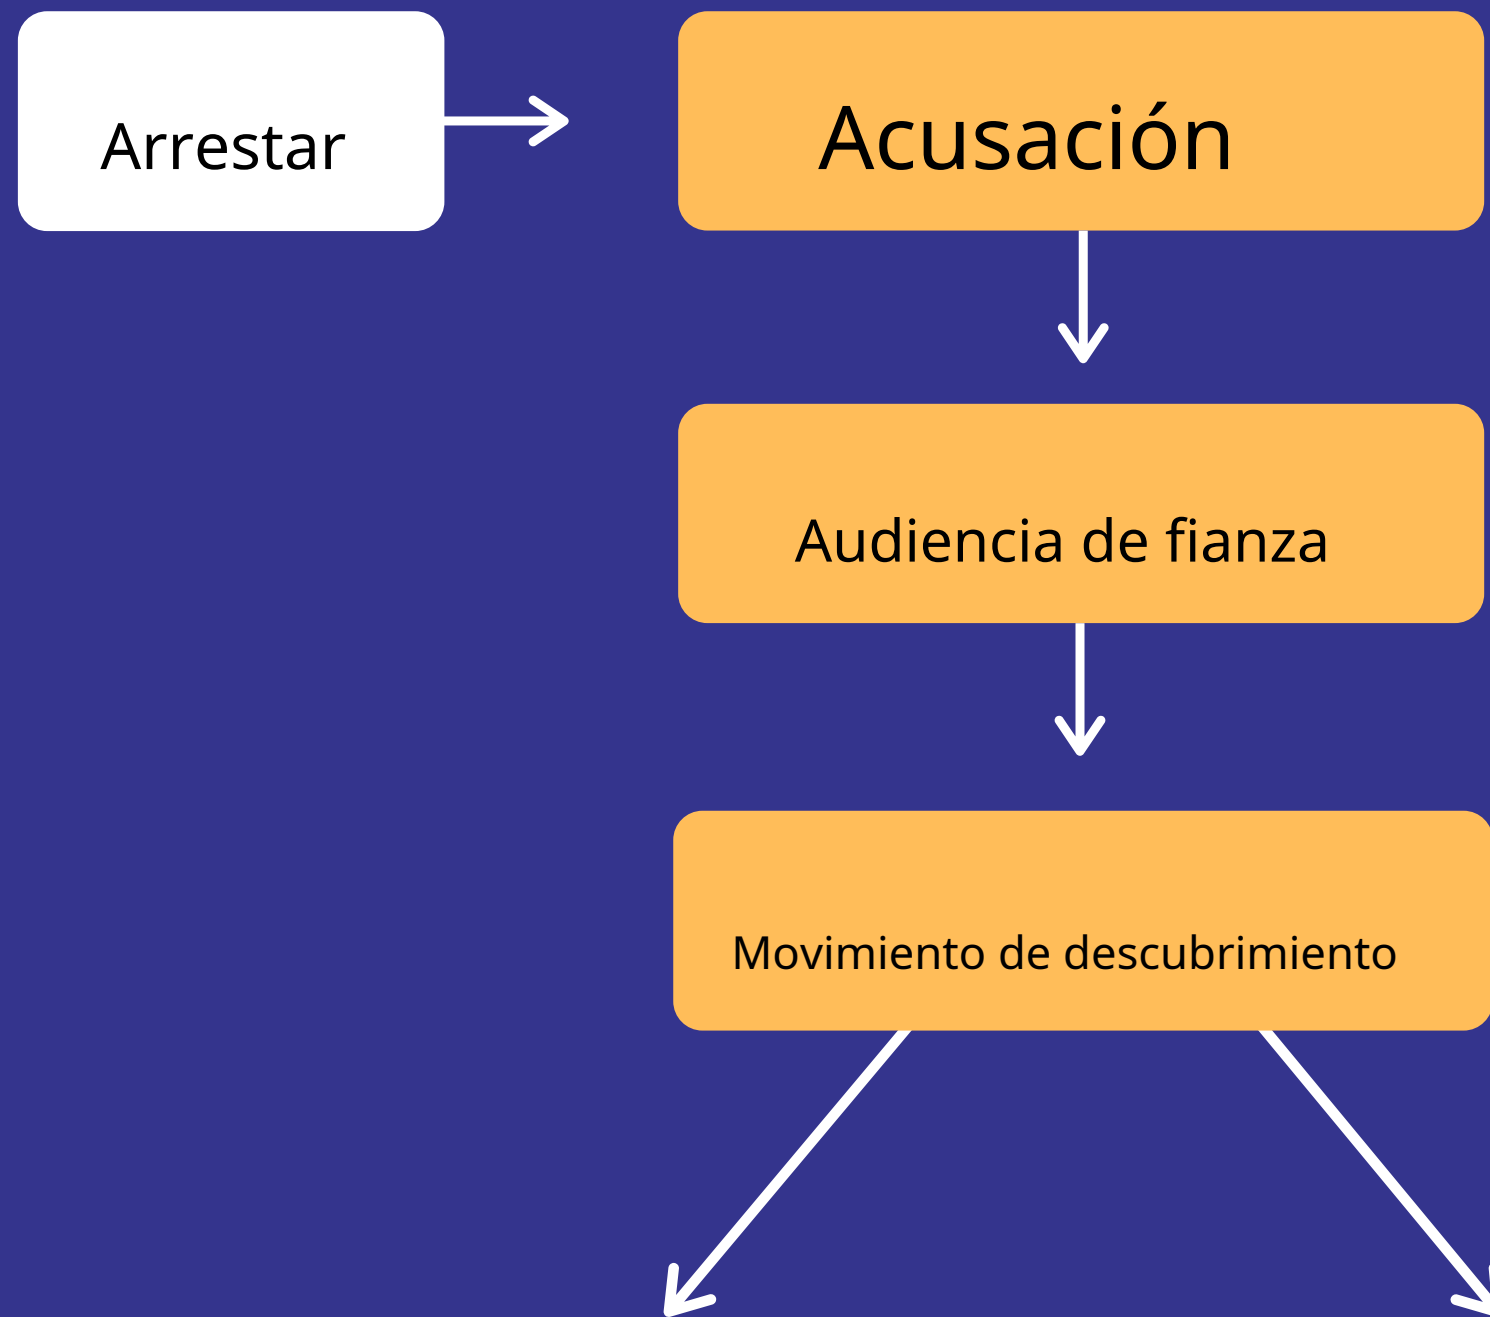 Arrestar
Acusación
Audiencia de fianza
Movimiento de descubrimiento